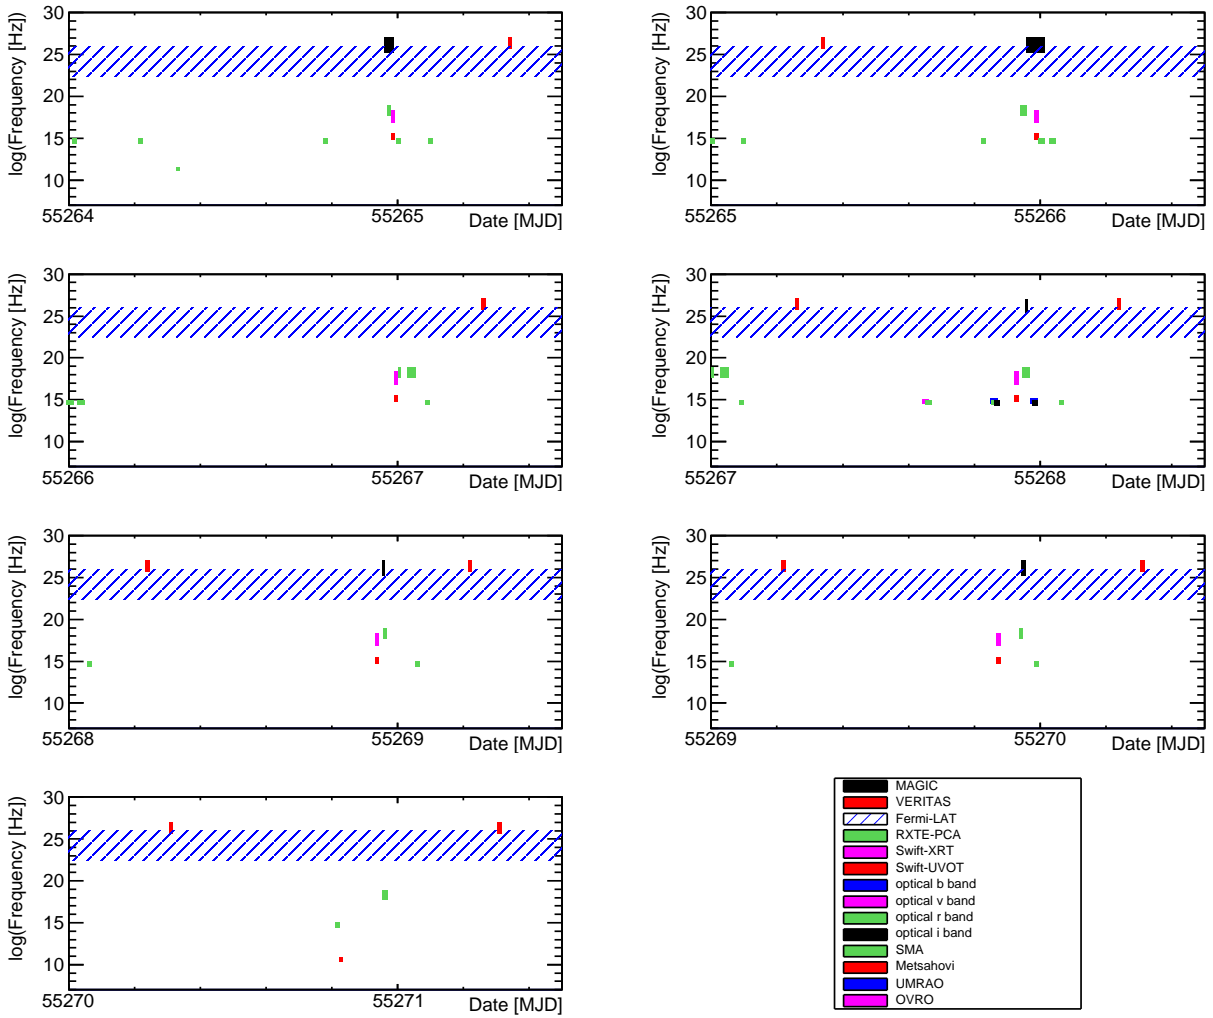 30
25
20
15
10
log(Frequency [Hz])
55264
55265
Date [MJD]
30
25
20
15
10
log(Frequency [Hz])
55265
55266
Date [MJD]
30
25
20
15
10
log(Frequency [Hz])
55266
55267
Date [MJD]
30
25
20
15
10
log(Frequency [Hz])
55267
55268
Date [MJD]
30
25
20
15
10
log(Frequency [Hz])
55268
55269
Date [MJD]
30
25
20
15
10
log(Frequency [Hz])
55269
55270
Date [MJD]
30
25
20
15
10
log(Frequency [Hz])
55270
55271
Date [MJD]
MAGIC
VERITAS
Fermi-LAT
RXTE-PCA
Swift-XRT
Swift-UVOT
optical b band
optical v band
optical r band
optical i band
SMA
Metsahovi
UMRAO
OVRO